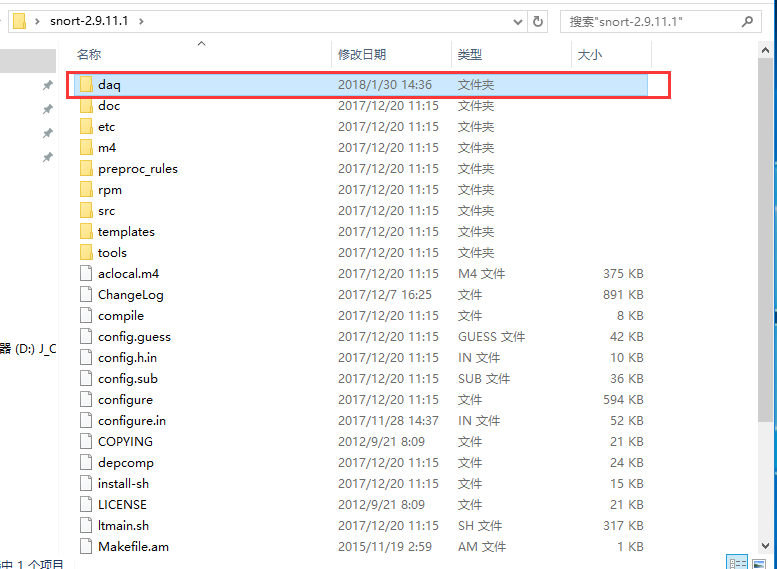 snort-2.9.11.1
搜索"snort-2.9.11.1"
名称 修改日期 类型 大小
daq 2018/1/30 14:36 文件夹
doc 2017/12/20 11:15 文件夹
etc 2017/12/20 11:15 文件夹
m4 2017/12/20 11:15 文件夹
preproc_rules 2017/12/20 11:15 文件夹
rpm 2017/12/20 11:15 文件夹
src 2017/12/20 11:15 文件夹
templates 2017/12/20 11:15 文件夹
tools 2017/12/20 11:15 文件夹
aclocal.m4 2017/12/20 11:15 M4 文件 375 KB
ChangeLog 2017/12/7 16:25 文件 891 KB
compile 2017/12/20 11:15 文件 8 KB
config.guess 2017/12/20 11:15 GUESS 文件 42 KB
器 (D:) J_C
config.h.in 2017/12/20 11:15 IN 文件 10 KB
config.sub 2017/12/20 11:15 SUB 文件 36 KB
configure 2017/12/20 11:15 文件 594 KB
configure.in 2017/11/28 14:37 IN 文件 52 KB
COPYING 2012/9/21 8:09 文件 21 KB
depcomp 2017/12/20 11:15 文件 24 KB
install-sh 2017/12/20 11:15 文件 15 KB
LICENSE 2012/9/21 8:09 文件 21 KB
ltmain.sh 2017/12/20 11:15 SH 文件 317 KB
Makefile.am 2015/11/19 2:59 AM 文件 1 KB
中 1 个项目